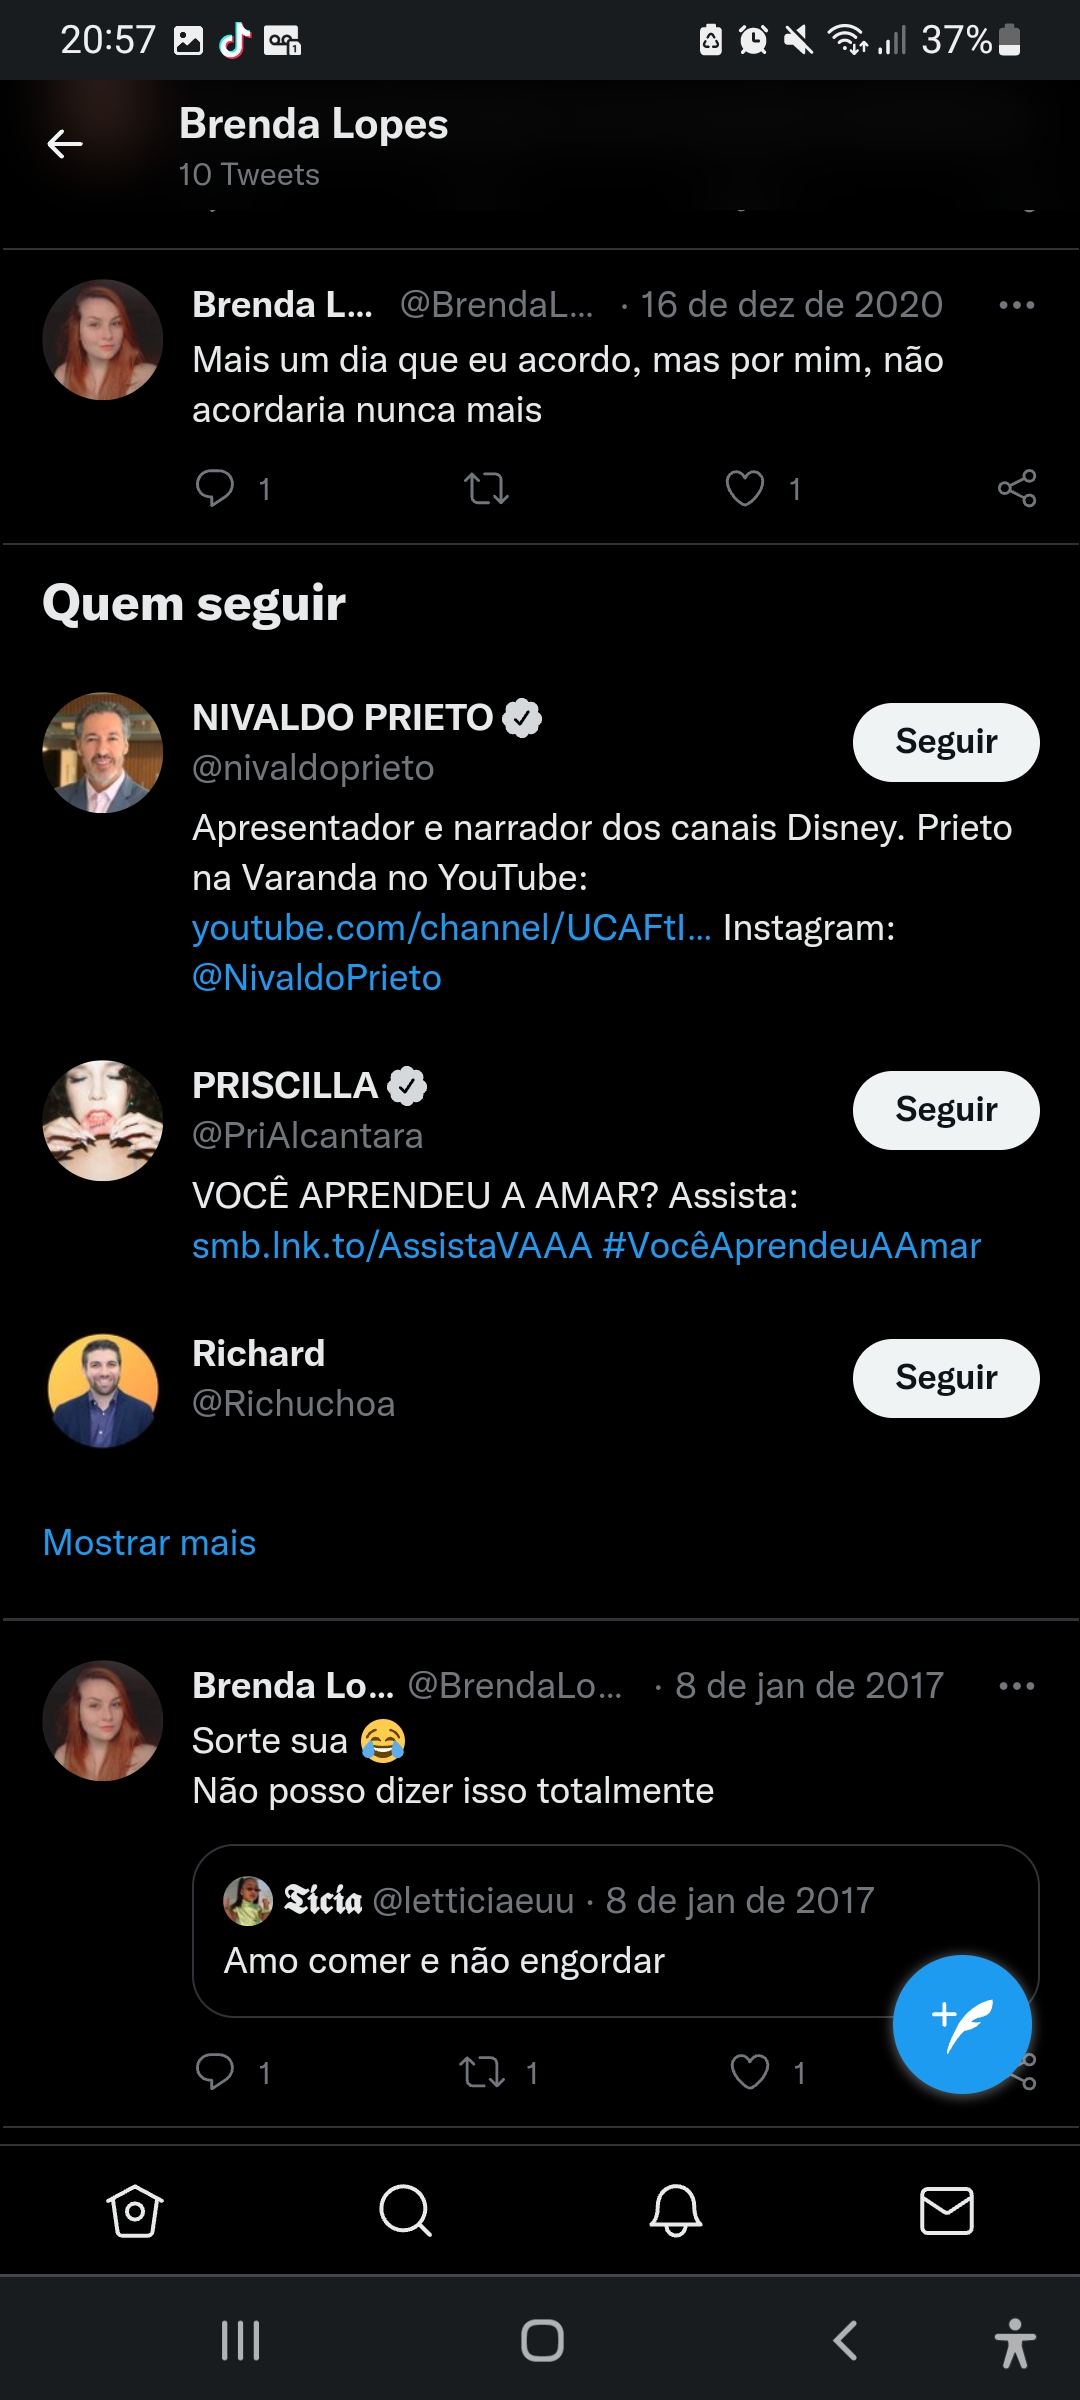 20:57
37%
Brenda Lopes
10 Tweets
Brenda L... @BrendaL... · 16 de dez de 2020
Mais um dia que eu acordo, mas por mim, não
acordaria nunca mais
1 1
Quem seguir
NIVALDO PRIETO
@nivaldoprieto
Seguir
Apresentador e narrador dos canais Disney. Prieto
na Varanda no YouTube:
youtube.com/channel/UCAFtI... Instagram:
@NivaldoPrieto
PRISCILLA
@PriAlcantara
Seguir
VOCÊ APRENDEU A AMAR? Assista:
smb.lnk.to/AssistaVAAA #VocêAprendeuAAmar
Richard
@Richuchoa
Seguir
Mostrar mais
Brenda Lo... @BrendaLo... · 8 de jan de 2017
Sorte sua 😂
Não posso dizer isso totalmente
𝕿𝖎𝖈𝖎𝖆 @letticiaeuu · 8 de jan de 2017
Amo comer e não engordar
1 1 1